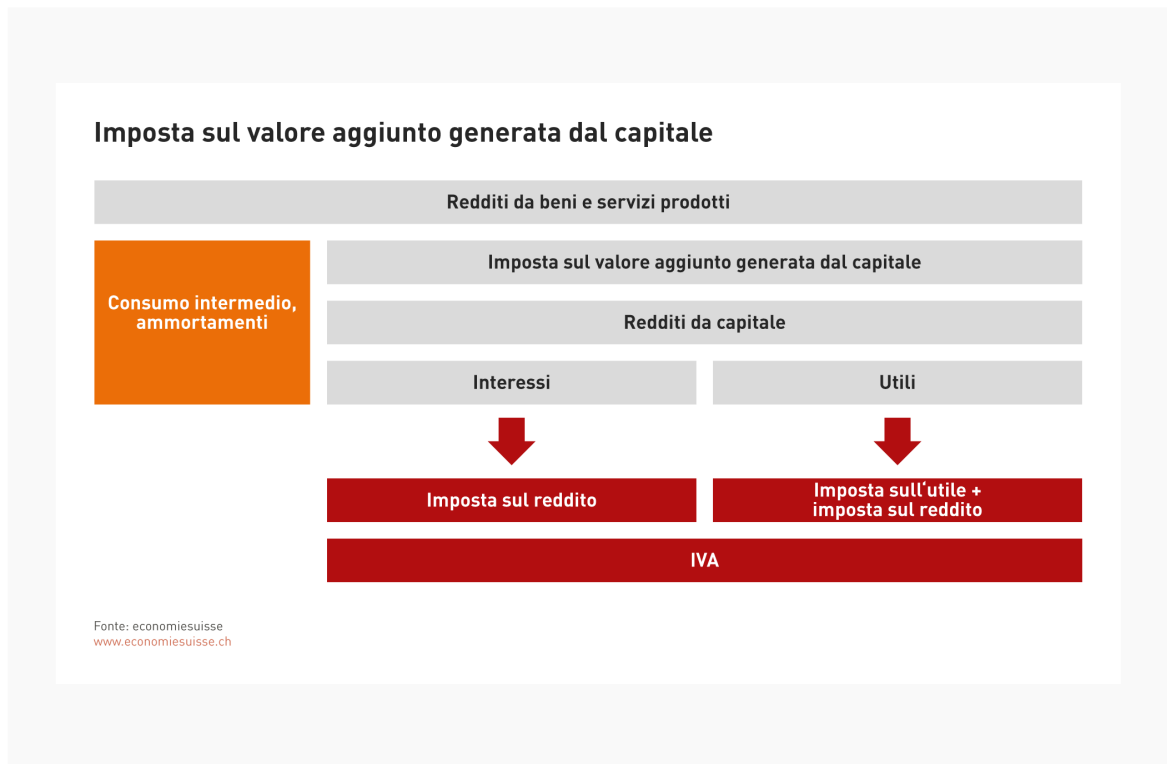 Imposta sul valore aggiunto generata dal capitale
Redditi da beni e servizi prodotti
Consumo intermedio,
ammortamenti
Imposta sul valore aggiunto generata dal capitale
Redditi da capitale
Interessi
Utili
Imposta sul reddito
Imposta sull‘utile +
imposta sul reddito
IVA
Fonte: economiesuisse
www.economiesuisse.ch